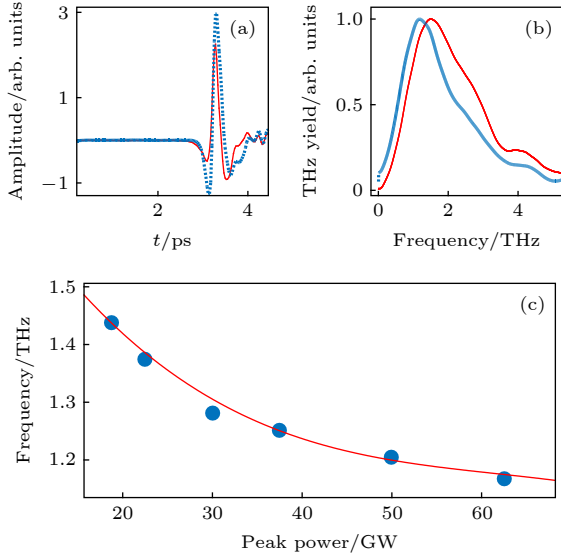 (a)
Amplitude/arb. units
3
1
−1
2
4
t/ps
(b)
THz yield/arb. units
1.0
0.5
0
0
2
4
Frequency/THz
(c)
Frequency/THz
1.5
1.4
1.3
1.2
20
30
40
50
60
Peak power/GW